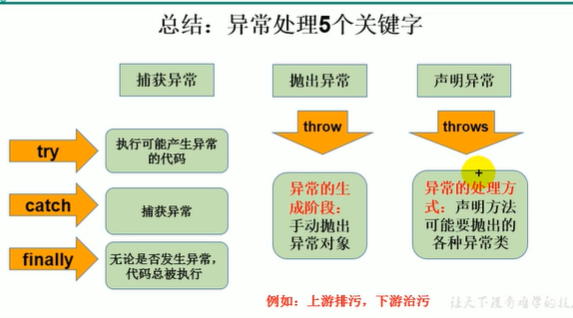 总结：异常处理5个关键字
捕获异常
抛出异常
声明异常
throw
throws
try
执行可能产生异常
的代码
catch
捕获异常
finally
无论是否发生异常，
代码总被执行
异常的生
成阶段：
手动抛出
异常对象
异常的处理方
式：声明方法
可能要抛出的
各种异常类
例如：上游排污，下游治污
让天下没有难学的技